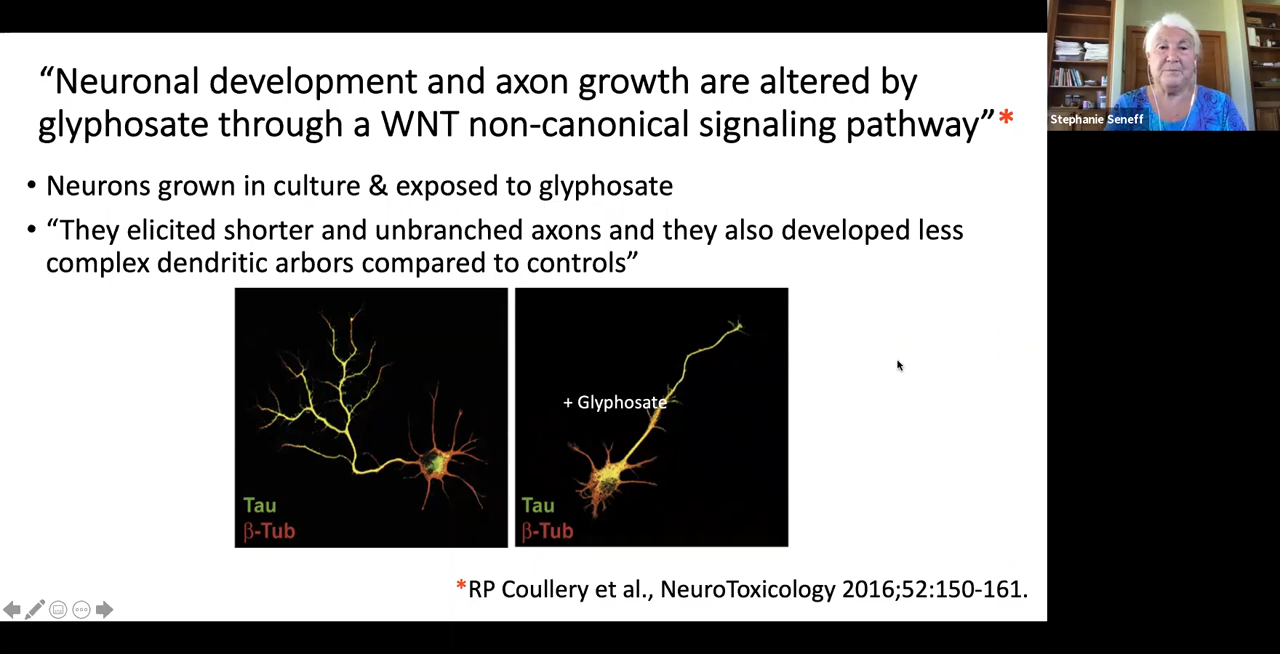 “Neuronal development and axon growth are altered by
glyphosate through a WNT non-canonical signaling pathway”*
• Neurons grown in culture & exposed to glyphosate
• “They elicited shorter and unbranched axons and they also developed less
complex dendritic arbors compared to controls”
Tau
β-Tub
+ Glyphosate
Tau
β-Tub
*RP Coullery et al., NeuroToxicology 2016;52:150-161.
Stephanie Seneff